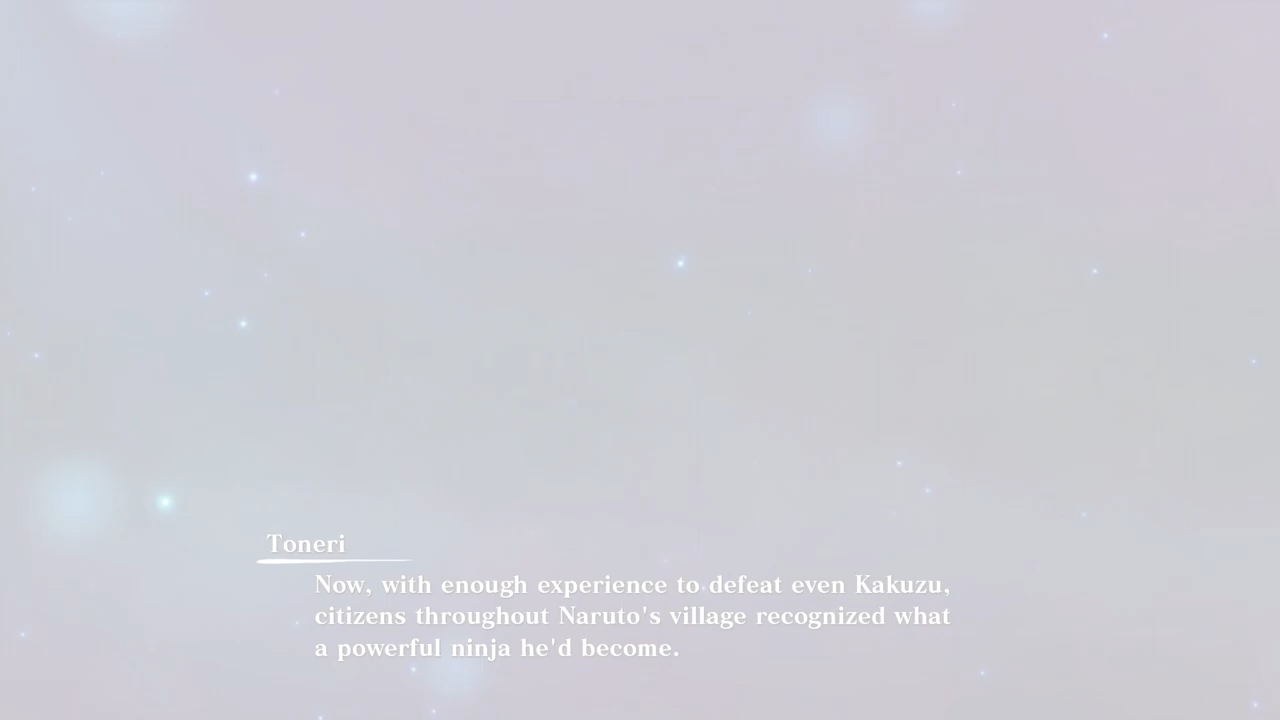 Toneri
Now, with enough experience to defeat even Kakuzu,
citizens throughout Naruto's village recognized what
a powerful ninja he'd become.